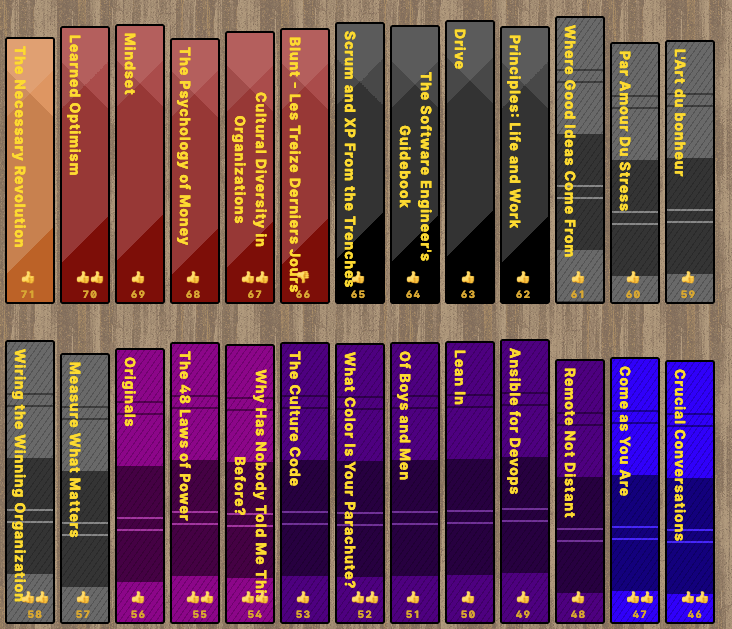 The Necessary Revolution
71
Learned Optimism
70
Mindset
69
The Psychology of Money
68
Cultural Diversity in
Organizations
67
Blunt - Les Treize Derniers Jours
66
Scrum and XP From the Trenches
65
The Software Engineer's
Guidebook
64
Drive
63
Principles: Life and Work
62
Where Good Ideas Come From
61
Par Amour Du Stress
60
L'Art du bonheur
59
Wiring the Winning Organization
58
Measure What Matters
57
Originals
56
The 48 Laws of Power
55
Why Has Nobody Told Me This
Before?
54
The Culture Code
53
What Color Is Your Parachute?
52
Of Boys and Men
51
Lean In
50
Ansible for Devops
49
Remote Not Distant
48
Come as You Are
47
Crucial Conversations
46